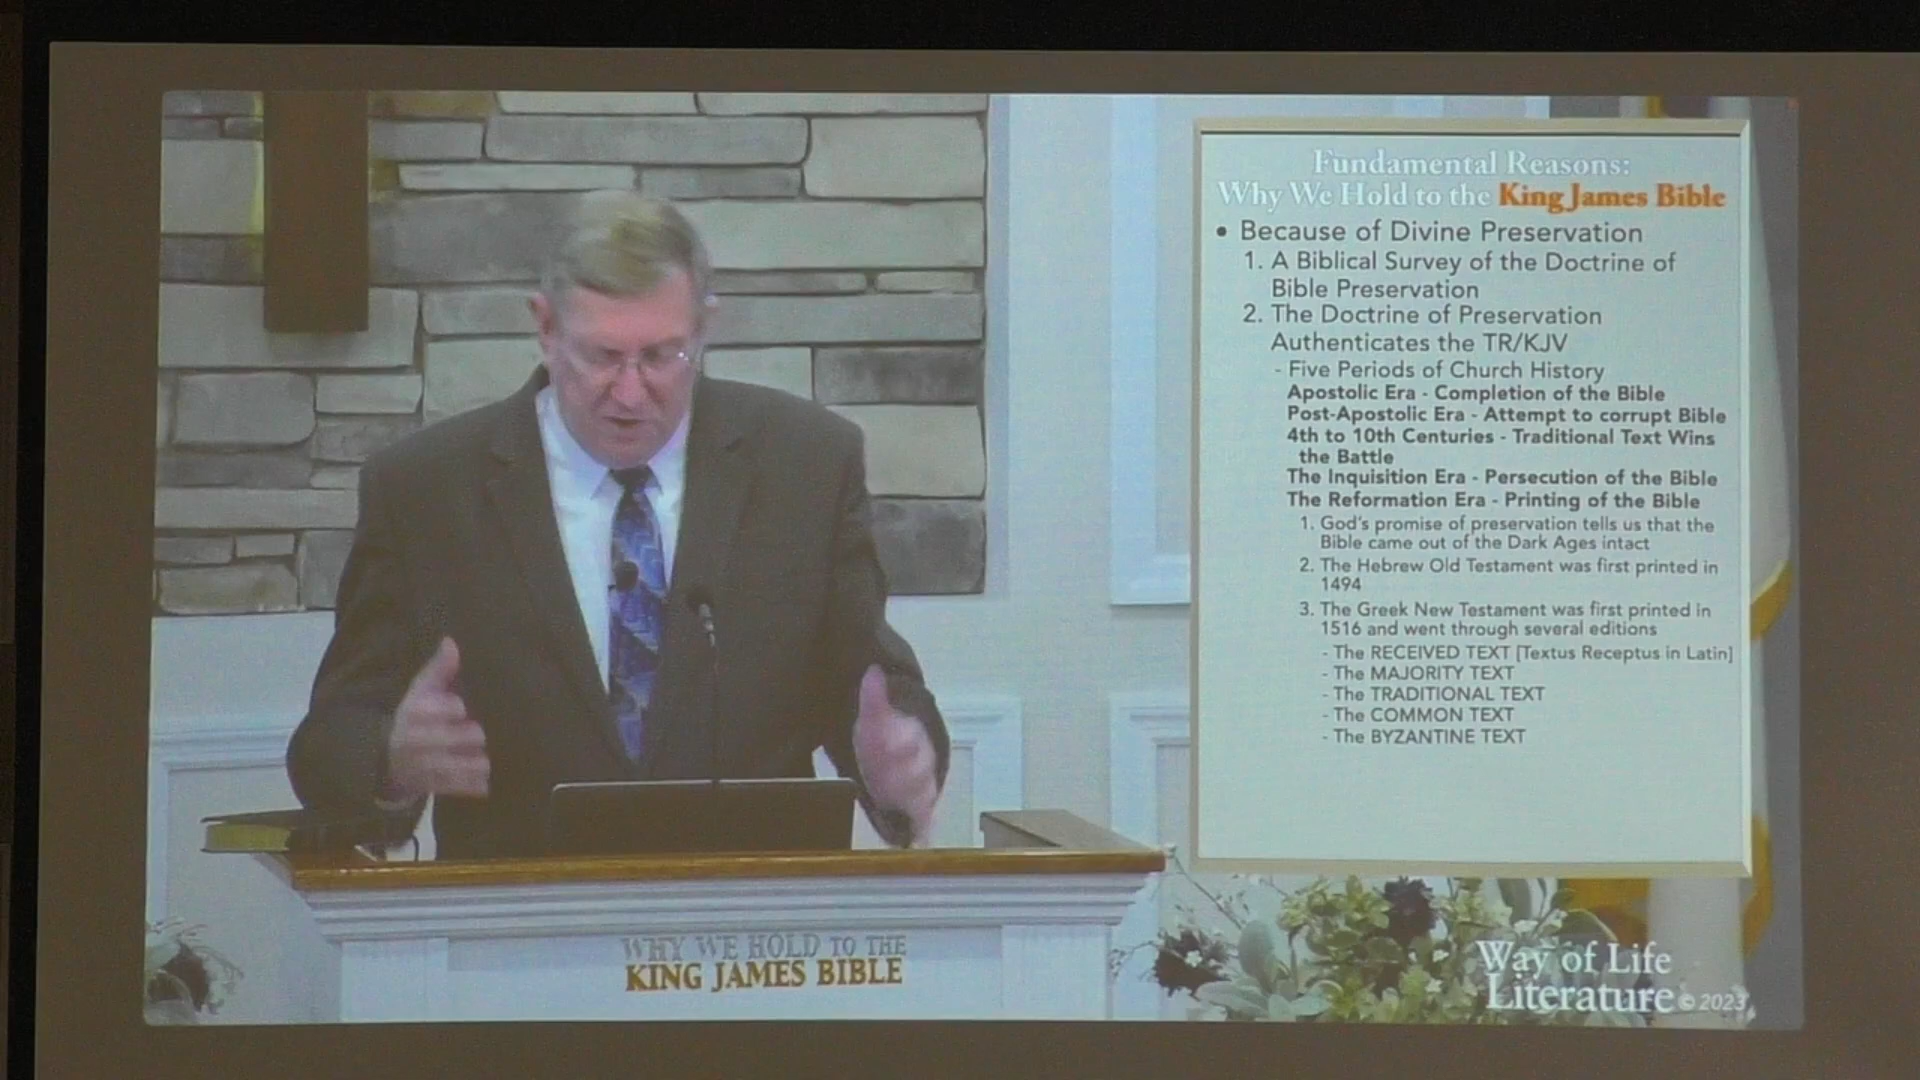 Fundamental Reasons:
Why We Hold to the King James Bible
• Because of Divine Preservation
1. A Biblical Survey of the Doctrine of
Bible Preservation
2. The Doctrine of Preservation
Authenticates the TR/KJV
- Five Periods of Church History
Apostolic Era - Completion of the Bible
Post-Apostolic Era - Attempt to corrupt Bible
4th to 10th Centuries - Traditional Text Wins
the Battle
The Inquisition Era - Persecution of the Bible
The Reformation Era - Printing of the Bible
1. God's promise of preservation tells us that the
Bible came out of the Dark Ages intact
2. The Hebrew Old Testament was first printed in
1494
3. The Greek New Testament was first printed in
1516 and went through several editions
- The RECEIVED TEXT [Textus Receptus in Latin]
- The MAJORITY TEXT
- The TRADITIONAL TEXT
- The COMMON TEXT
- The BYZANTINE TEXT
WHY WE HOLD TO THE
KING JAMES BIBLE
Way of Life
Literature © 2023